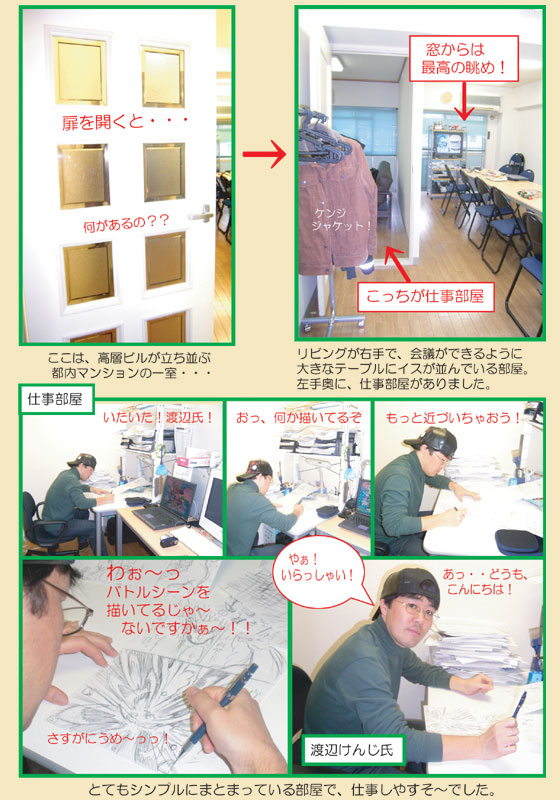 扉を開くと・・・
何があるの？？
窓からは
最高の眺め！
ケンジ
ジャケット！
こっちが仕事部屋
ここは、高層ビルが立ち並ぶ
都内マンションの一室・・・
リビングが右手で、会議ができるように
大きなテーブルにイスが並んでいる部屋。
左手奥に、仕事部屋がありました。
仕事部屋
いたいた！渡辺氏！
おっ、何か描いてるぞ
もっと近づいちゃおう！
わぉ～っ
バトルシーンを
描いてるじゃ～
ないですかぁ～！！
さすがにうめ～っっ！
やぁ！
いらっしゃい！
あっ・・どうも、
こんにちは！
渡辺けんじ氏
とてもシンプルにまとまっている部屋で、仕事しやすそ～でした。